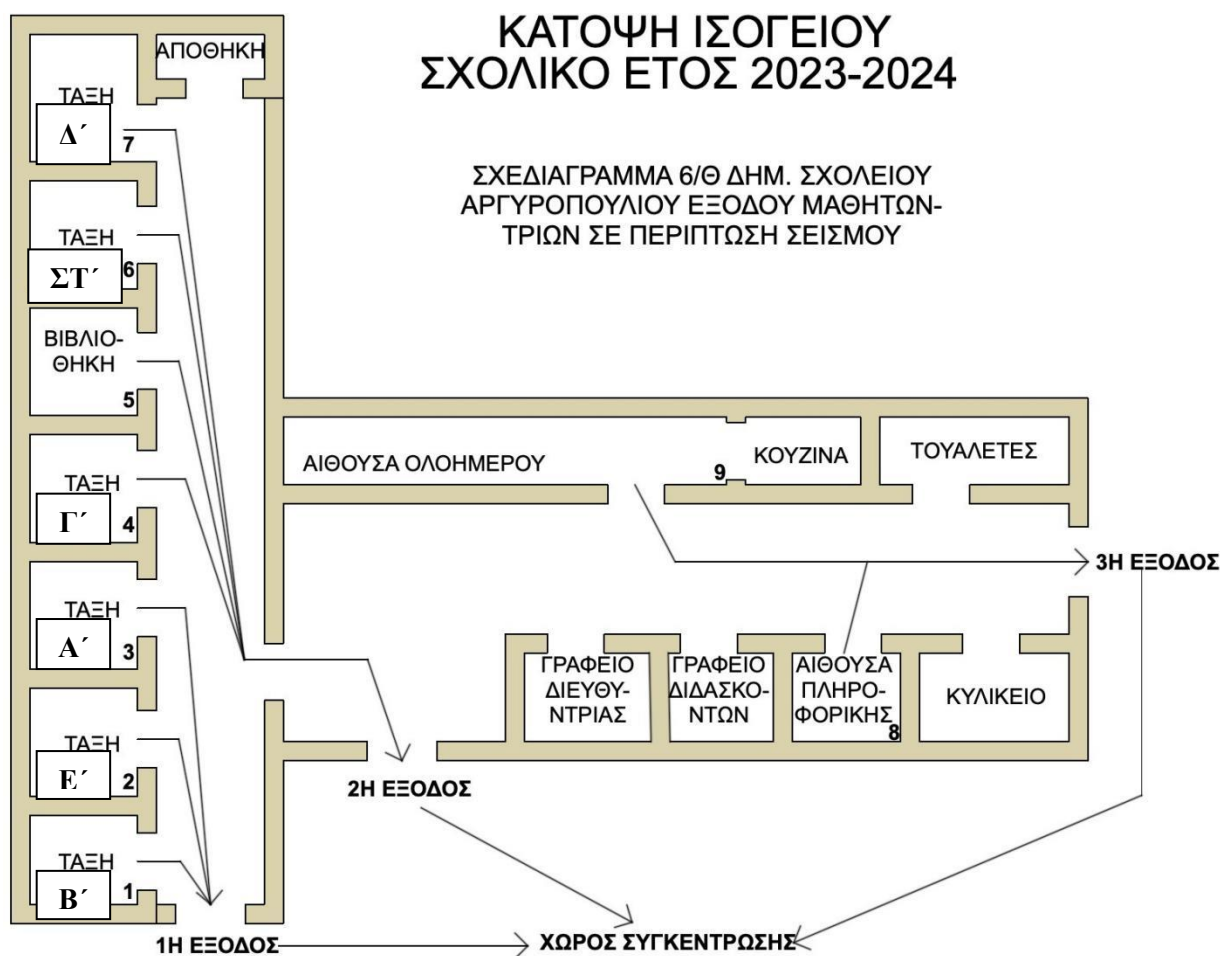 ΚΑΤΟΨΗ ΙΣΟΓΕΙΟΥ
ΣΧΟΛΙΚΟ ΕΤΟΣ 2023-2024
ΣΧΕΔΙΑΓΡΑΜΜΑ 6/Θ ΔΗΜ. ΣΧΟΛΕΙΟΥ
ΑΡΓΥΡΟΠΟΥΛΙΟΥ ΕΞΟΔΟΥ ΜΑΘΗΤΩΝ-
ΤΡΙΩΝ ΣΕ ΠΕΡΙΠΤΩΣΗ ΣΕΙΣΜΟΥ
ΑΠΟΘΗΚΗ
ΤΑΞΗ
Δ΄
7
ΤΑΞΗ
ΣΤ΄
6
ΒΙΒΛΙΟ-
ΘΗΚΗ
5
ΤΑΞΗ
Γ΄
4
ΤΑΞΗ
Α΄
3
ΤΑΞΗ
Ε΄
2
ΤΑΞΗ
Β΄
1
ΑΙΘΟΥΣΑ ΟΛΟΗΜΕΡΟΥ
9
ΚΟΥΖΙΝΑ
ΤΟΥΑΛΕΤΕΣ
3Η ΕΞΟΔΟΣ
ΓΡΑΦΕΙΟ
ΔΙΕΥΘΥ-
ΝΤΡΙΑΣ
ΓΡΑΦΕΙΟ
ΔΙΔΑΣΚΟ-
ΝΤΩΝ
ΑΙΘΟΥΣΑ
ΠΛΗΡΟ-
ΦΟΡΙΚΗΣ
8
ΚΥΛΙΚΕΙΟ
2Η ΕΞΟΔΟΣ
1Η ΕΞΟΔΟΣ
ΧΩΡΟΣ ΣΥΓΚΕΝΤΡΩΣΗΣ